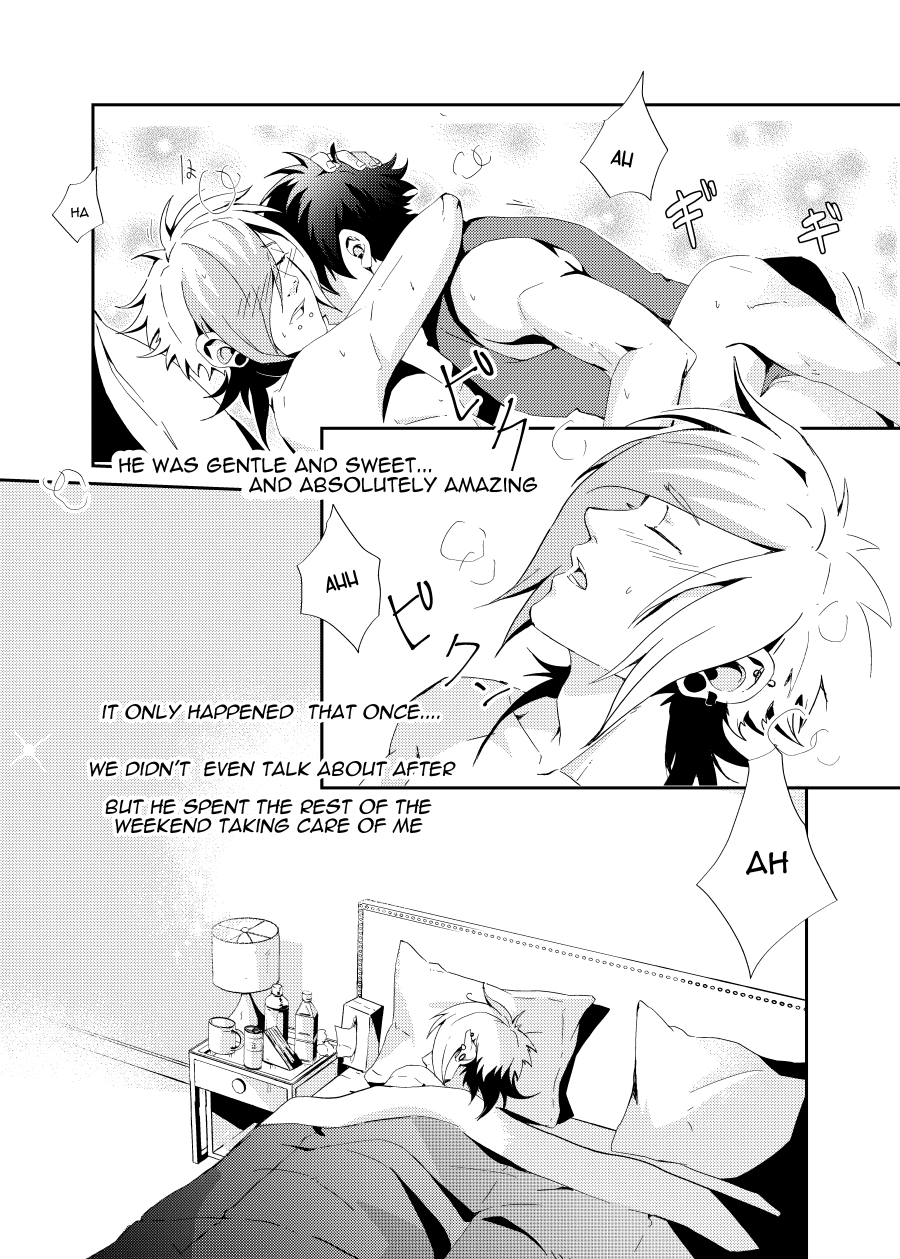 HA
は
AH
ギ
ギ
ピ
ク
HE WAS GENTLE AND SWEET...
AND ABSOLUTELY AMAZING
AHH
ピ
ク
ン
IT ONLY HAPPENED THAT ONCE....
WE DIDN'T EVEN TALK ABOUT AFTER
BUT HE SPENT THE REST OF THE
WEEKEND TAKING CARE OF ME
AH